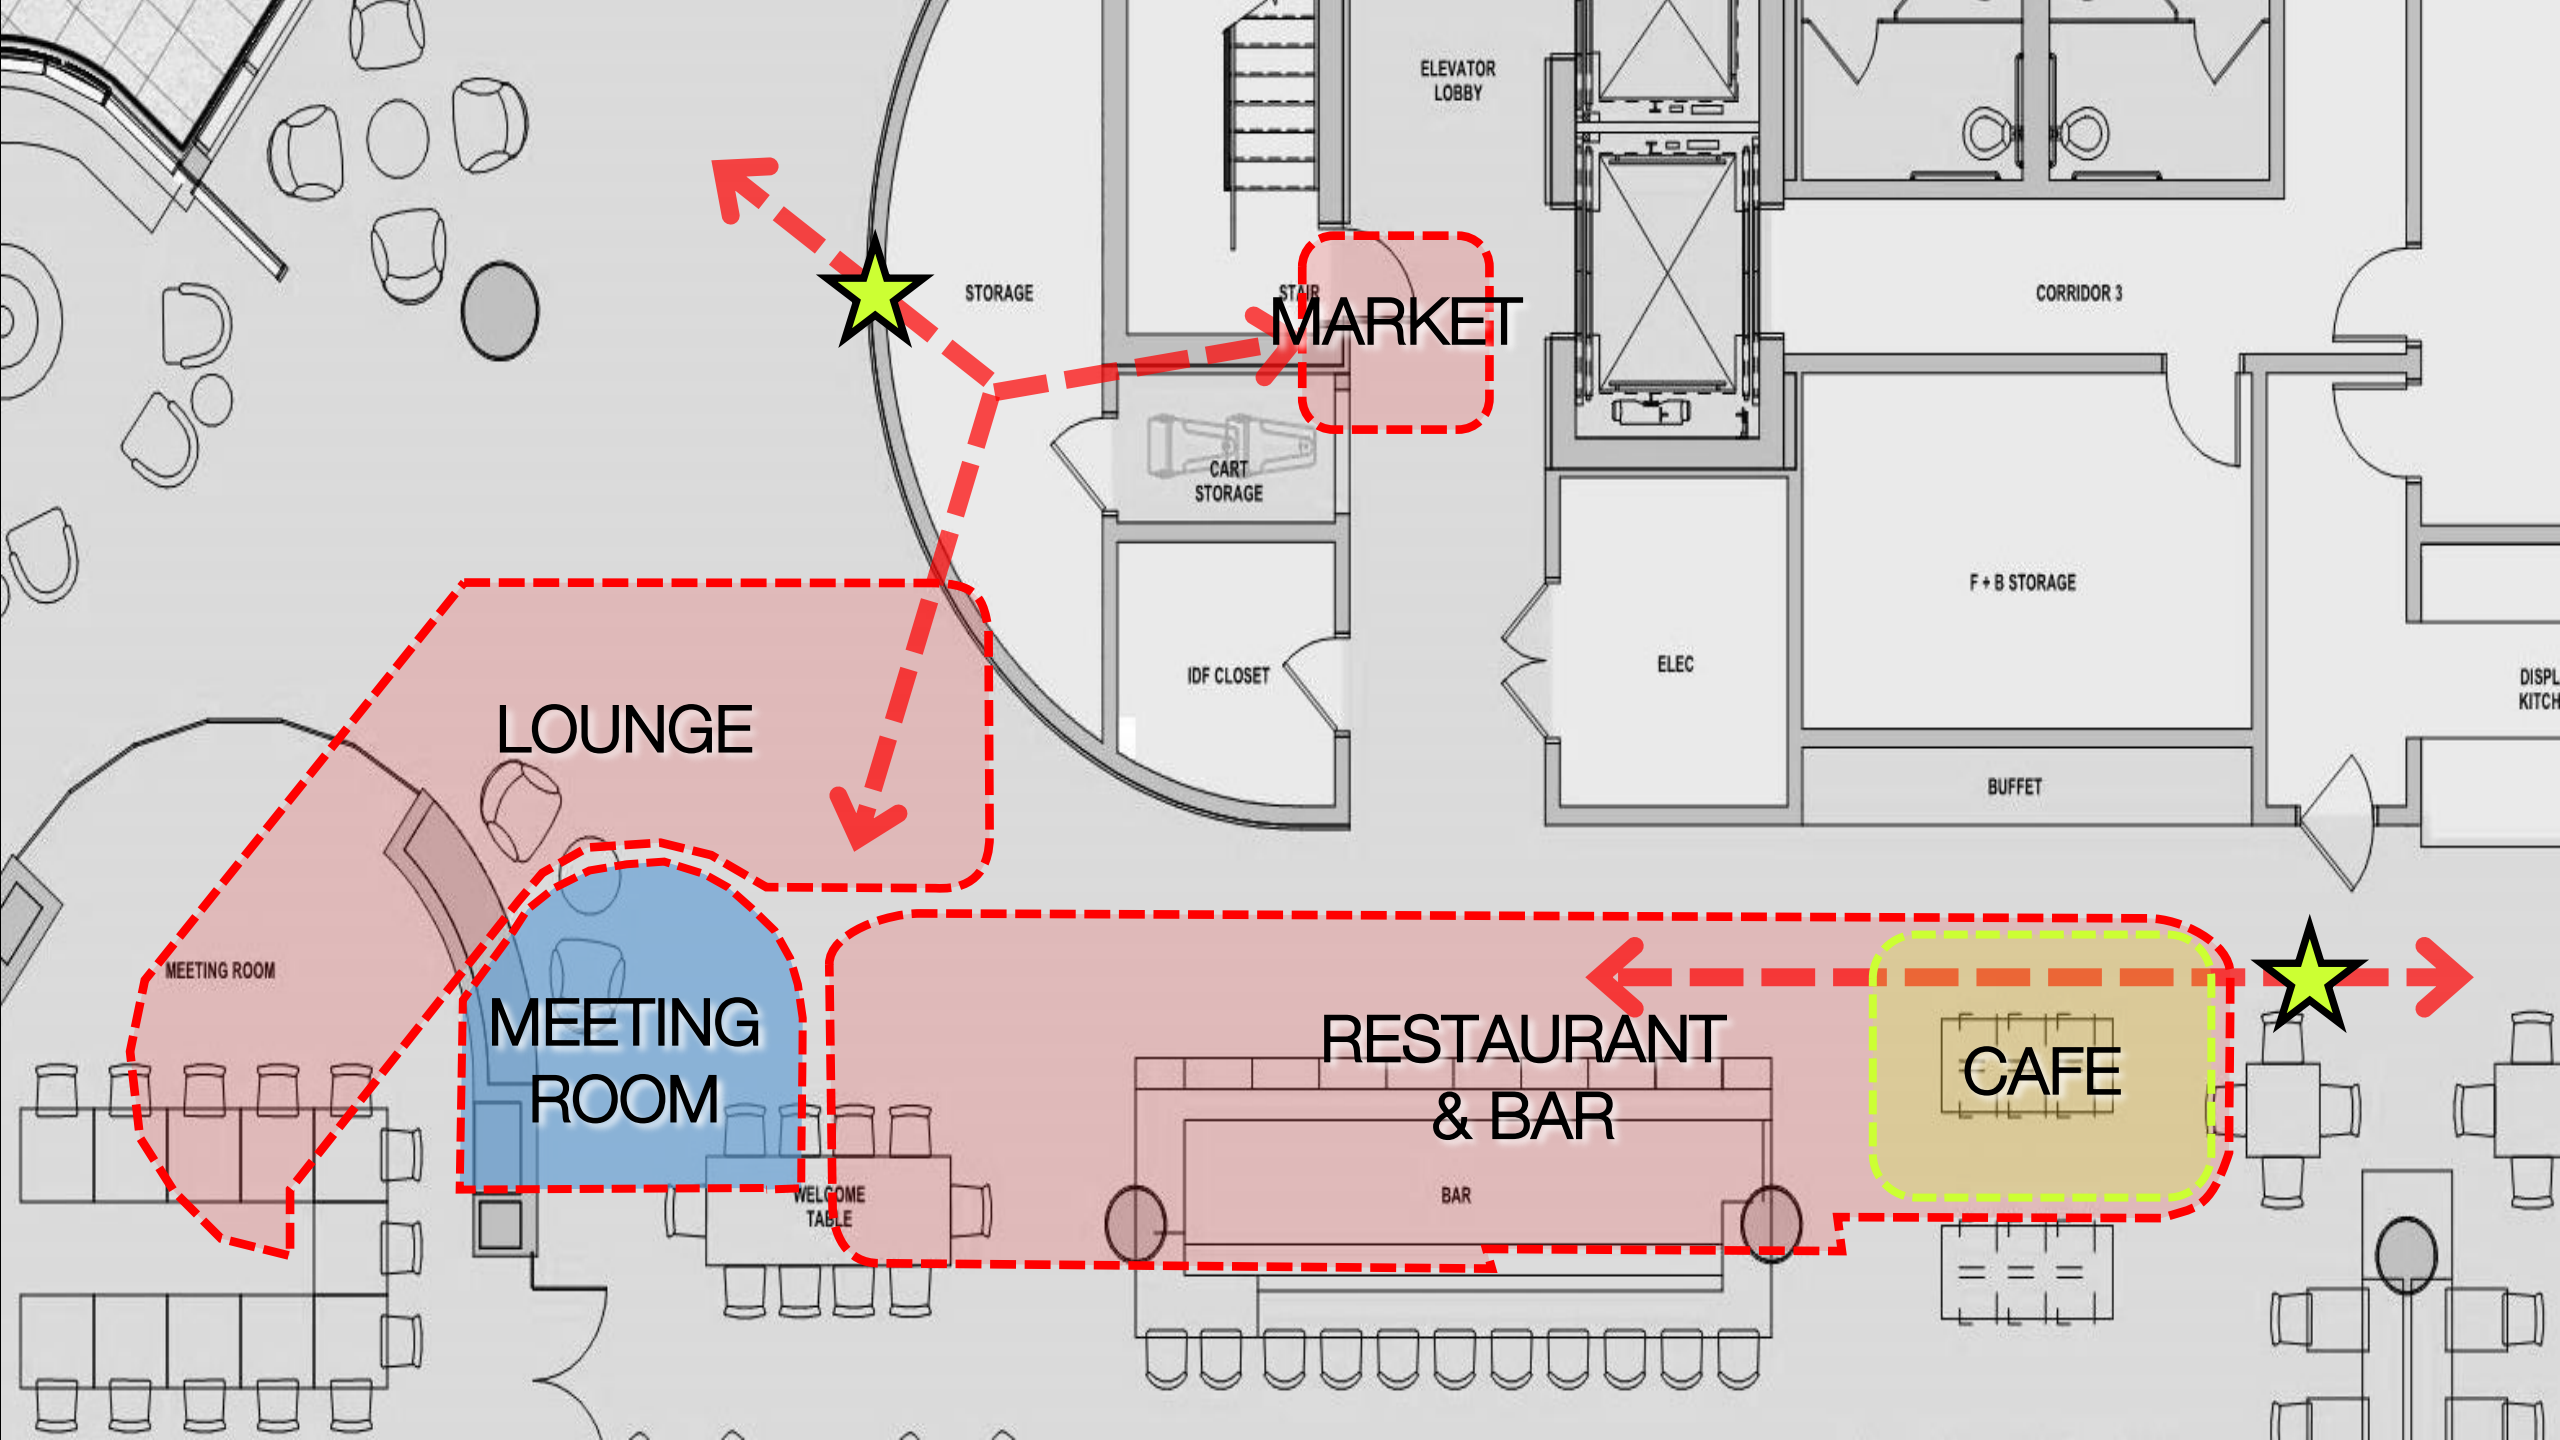 ELEVATOR
LOBBY
STORAGE
STAIR
CORRIDOR 3
MARKET
CART
STORAGE
F + B STORAGE
IDF CLOSET
ELEC
DISPL
KITCH
LOUNGE
BUFFET
MEETING ROOM
MEETING
ROOM
RESTAURANT
& BAR
CAFE
WELCOME
TABLE
BAR